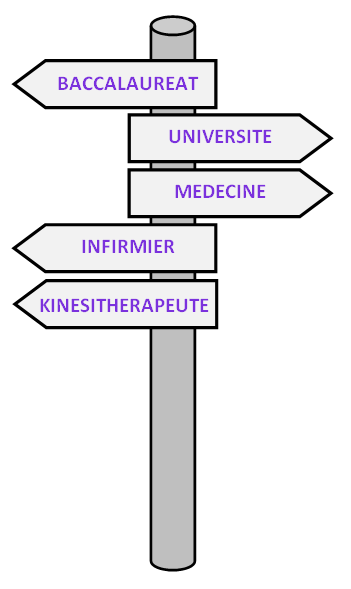 BACCALAUREAT
UNIVERSITE
MEDECINE
INFIRMIER
KINESITHERAPEUTE